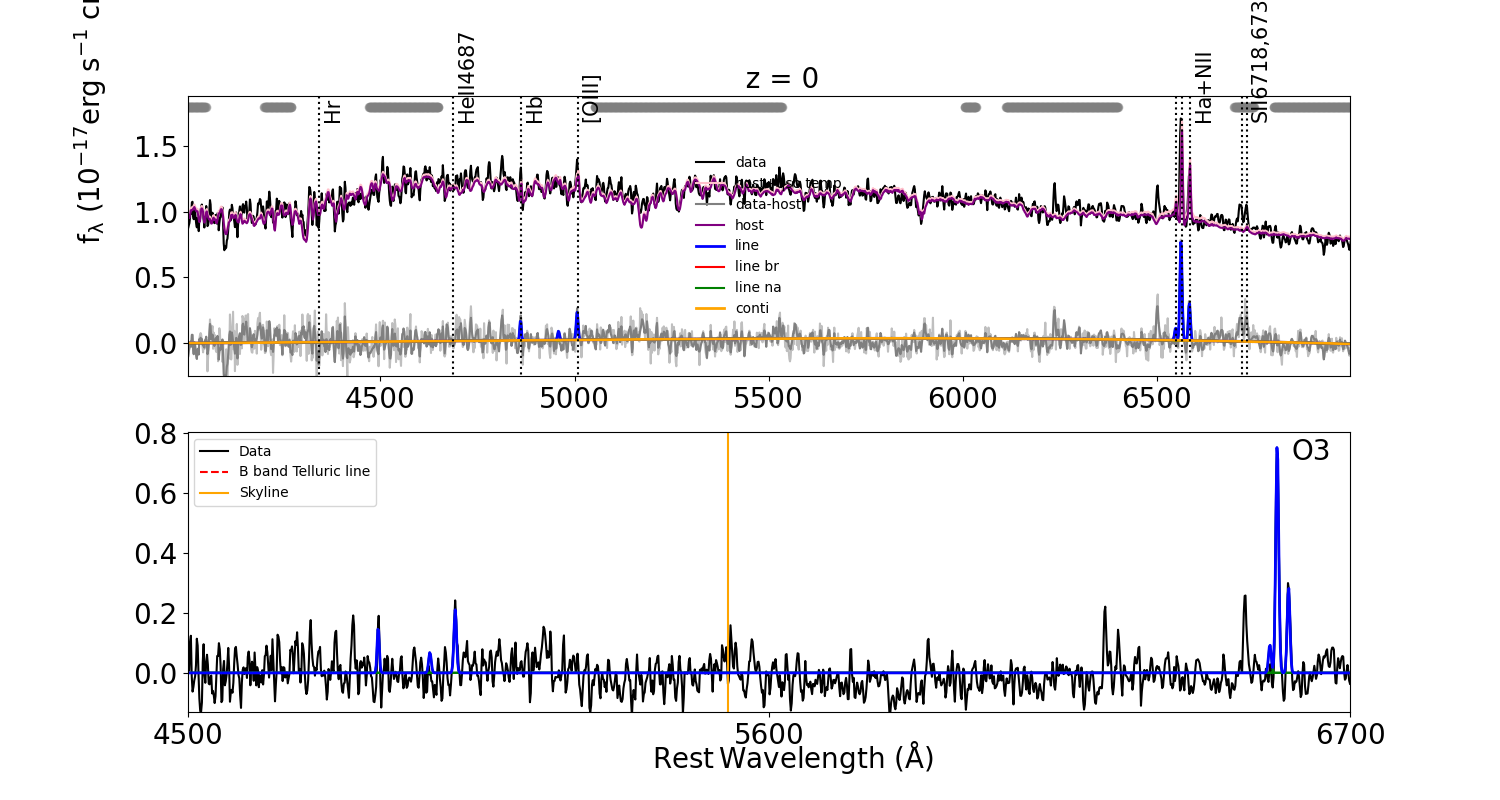 z = 0
f_λ (10⁻¹⁷erg s⁻¹
Hr
HeII4687
Hb
[OIII]
Ha+NII
SII6718,673
1.5
1.0
0.5
0.0
data
data-host
host
line
line br
line na
conti
4500 5000 5500 6000 6500
0.8
0.6
0.4
0.2
0.0
Data
B band Telluric line
Skyline
O3
4500 5600 6700
Rest Wavelength (Å)